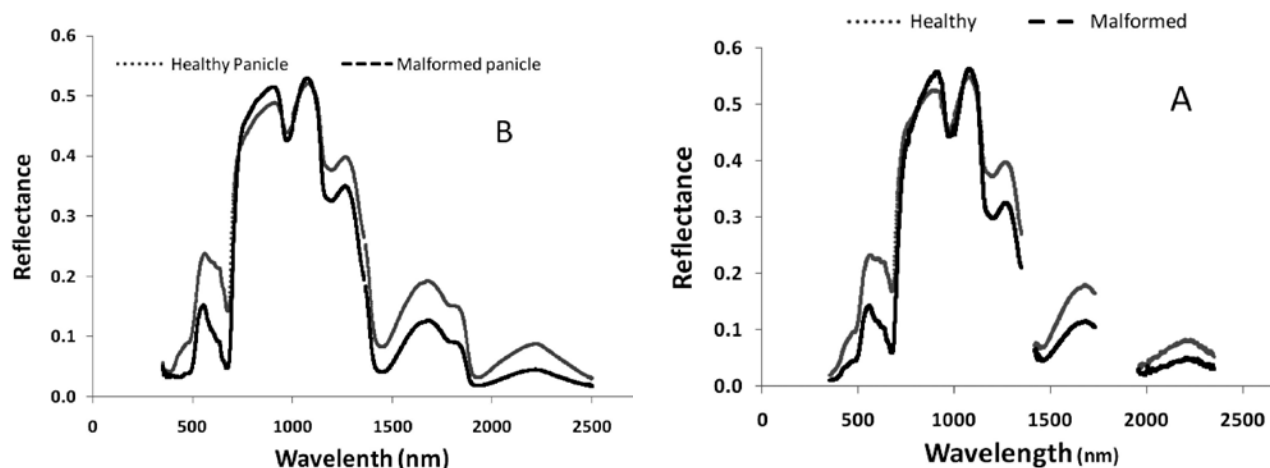 Healthy Panicle Malformed panicle
B
Reflectance
0.6
0.5
0.4
0.3
0.2
0.1
0.0
0 500 1000 1500 2000 2500
Wavelenth (nm)
Healthy Malformed
A
Reflectance
0.6
0.5
0.4
0.3
0.2
0.1
0.0
0 500 1000 1500 2000 2500
Wavelength (nm)